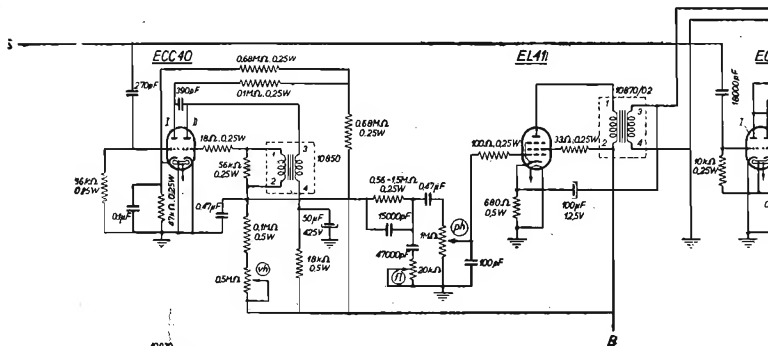 S
ECC40
EL41
10870/02
270pF
390pF
0.68MΩ, 0,25W
0.1MΩ, 0,25W
0.68MΩ
0.25W
I
II
18Ω, 0,25W
56kΩ
0.25W
1
2
3
4
10850
0.1μF
47kΩ, 0,25W
0.47μF
0.1MΩ
0.5W
0.5MΩ
vh
50μF
425V
18kΩ
0.5W
0.56-1.5MΩ
0.25W
0.47μF
15000pF
47000pF
20kΩ
1MΩ
ph
100pF
100Ω, 0,25W
33Ω, 0,25W
680Ω
0,5W
100μF
12,5V
1
2
3
4
18000pF
10kΩ
0,25W
I
B